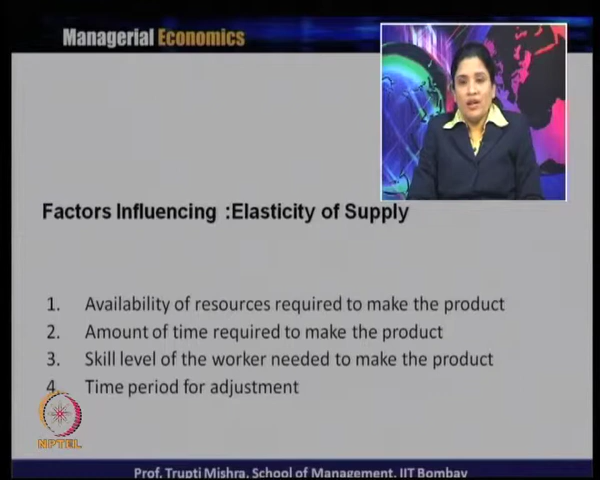 Managerial Economics
Factors Influencing :Elasticity of Supply
1. Availability of resources required to make the product
2. Amount of time required to make the product
3. Skill level of the worker needed to make the product
4. Time period for adjustment
NPTEL
Prof. Trupti Mishra, School of Management, IIT Bombay